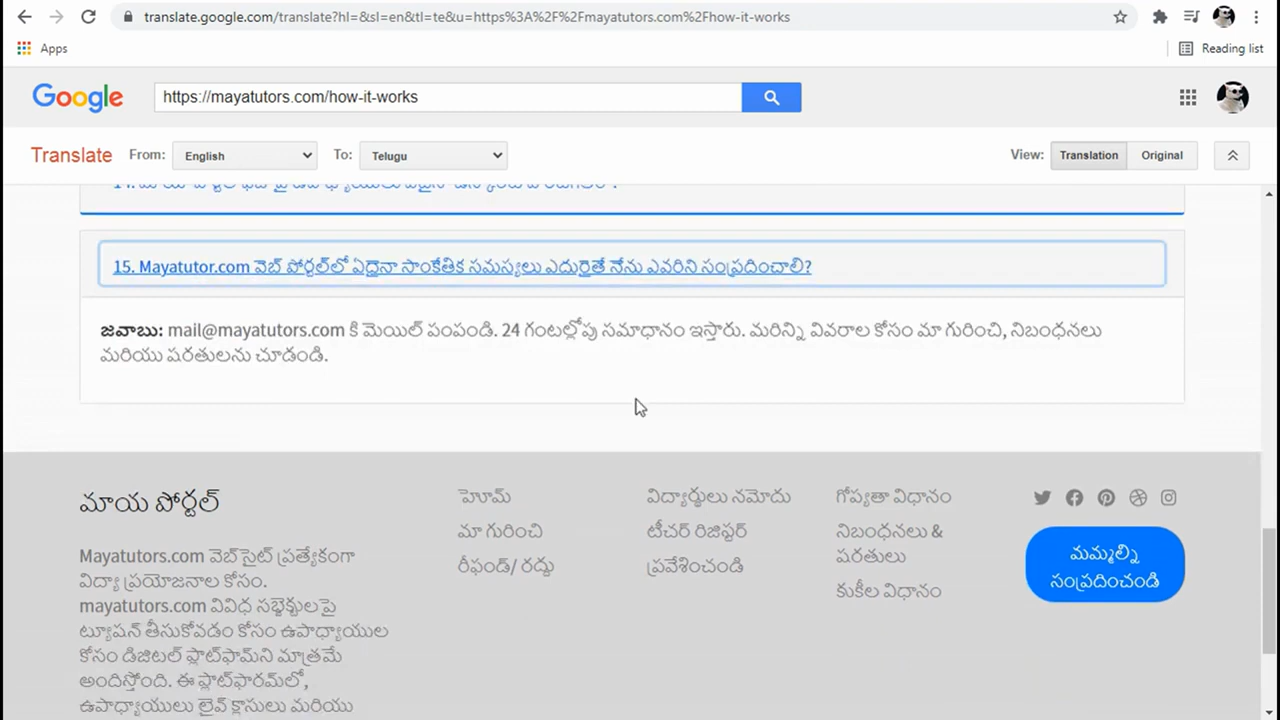 translate.google.com/translate?hl=&sl=en&tl=te&u=https%3A%2F%2Fmayatutors.com%2Fhow-it-works
Apps
Reading list
Google
https://mayatutors.com/how-it-works
Translate From: English To: Telugu View: Translation Original
15. Mayatutor.com వెబ్ పోర్టల్‌లో ఏదైనా సాంకేతిక సమస్యలు ఎదురైతే నేను ఎవరిని సంప్రదించాలి?
జవాబు: mail@mayatutors.com కి మెయిల్ పంపండి. 24 గంటల్లోపు సమాధానం ఇస్తారు. మరిన్ని వివరాల కోసం మా గురించి, నిబంధనలు
మరియు షరతులను చూడండి.
మాయ పోర్టల్
Mayatutors.com వెబ్‌సైట్ ప్రత్యేకంగా
విద్యా ప్రయోజనాల కోసం.
mayatutors.com వివిధ సబ్జెక్టులపై
ట్యూషన్ తీసుకోవడం కోసం ఉపాధ్యాయుల
కోసం డిజిటల్ ప్లాట్‌ఫామ్‌ని మాత్రమే
అందిస్తోంది. ఈ ప్లాట్‌ఫారమ్‌లో,
ఉపాధ్యాయులు లైవ్ క్లాసులు మరియు
హెూమ్
మా గురించి
రీఫండ్/ రద్దు
విద్యార్థులు నమోదు
టీచర్ రిజిష్టర్
ప్రవేశించండి
గోప్యతా విధానం
నిబంధనలు &
షరతులు
కుకీల విధానం
మమ్మల్ని
సంప్రదించండి